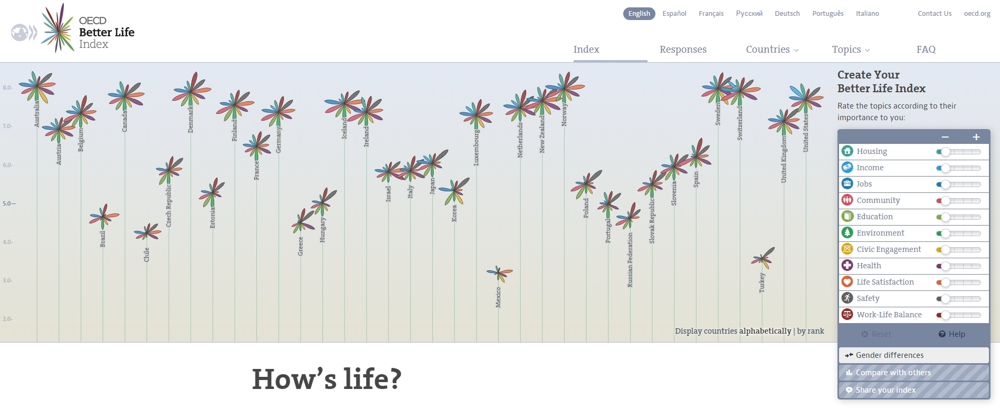 English Español Français Русский Deutsch Português Italiano Contact Us oecd.org
OECD
Better Life
Index
Index Responses Countries Topics FAQ
8.0-
7.0-
6.0-
5.0—
4.0-
3.0-
2.0-
Australia
Austria
Belgium
Brazil
Canada
Chile
Czech Republic
Denmark
Estonia
Finland
France
Germany
Greece
Hungary
Iceland
Ireland
Israel
Italy
Japan
Korea
Luxembourg
Mexico
Netherlands
New Zealand
Norway
Poland
Portugal
Russian Federation
Slovak Republic
Slovenia
Spain
Sweden
Switzerland
Turkey
United Kingdom
United States
Display countries alphabetically | by rank
Create Your
Better Life Index
Rate the topics according to their
importance to you:
− +
Housing
Income
Jobs
Community
Education
Environment
Civic Engagement
Health
Life Satisfaction
Safety
Work-Life Balance
Reset Help
Gender differences
Compare with others
Share your index
How's life?